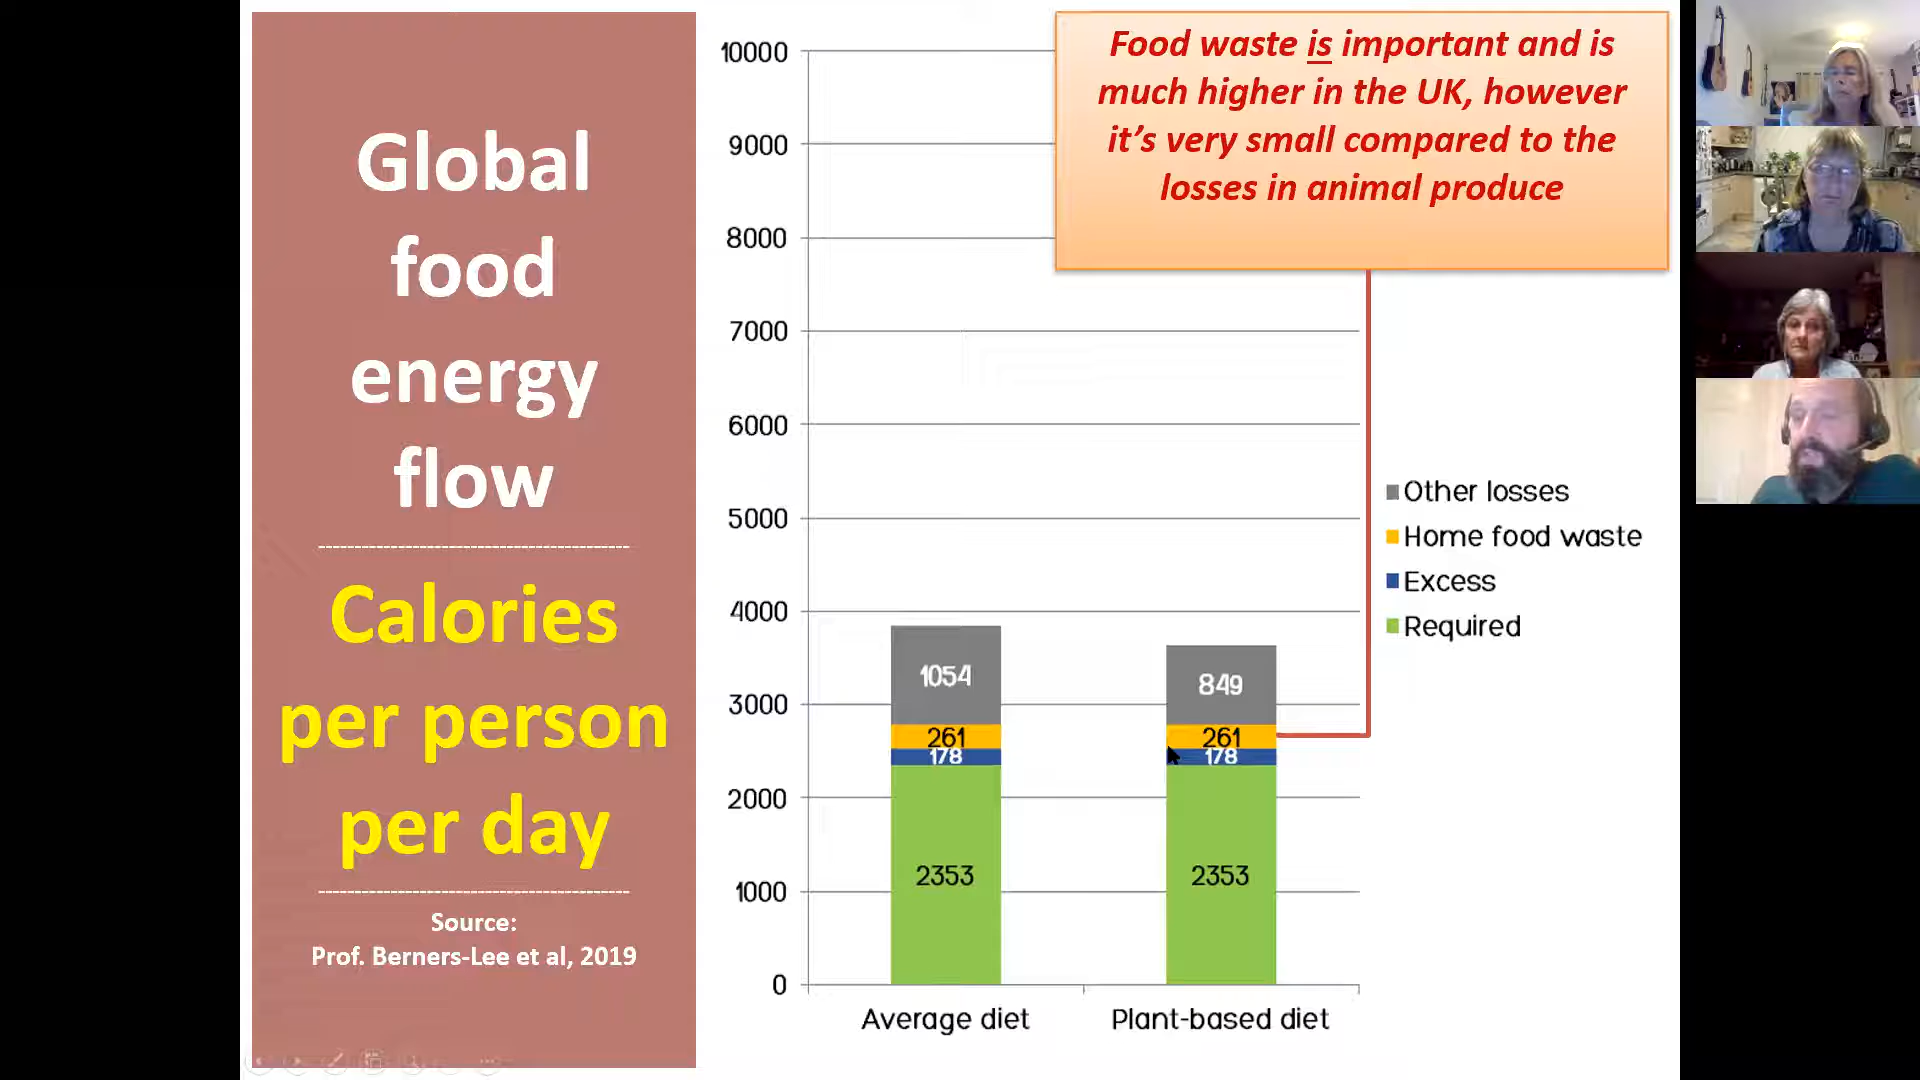 Global
food
energy
flow
Calories
per person
per day
Source:
Prof. Berners-Lee et al, 2019
Food waste is important and is
much higher in the UK, however
it's very small compared to the
losses in animal produce
10000
9000
8000
7000
6000
5000
4000
3000
2000
1000
0
1054
261
178
2353
849
261
178
2353
Average diet
Plant-based diet
Other losses
Home food waste
Excess
Required